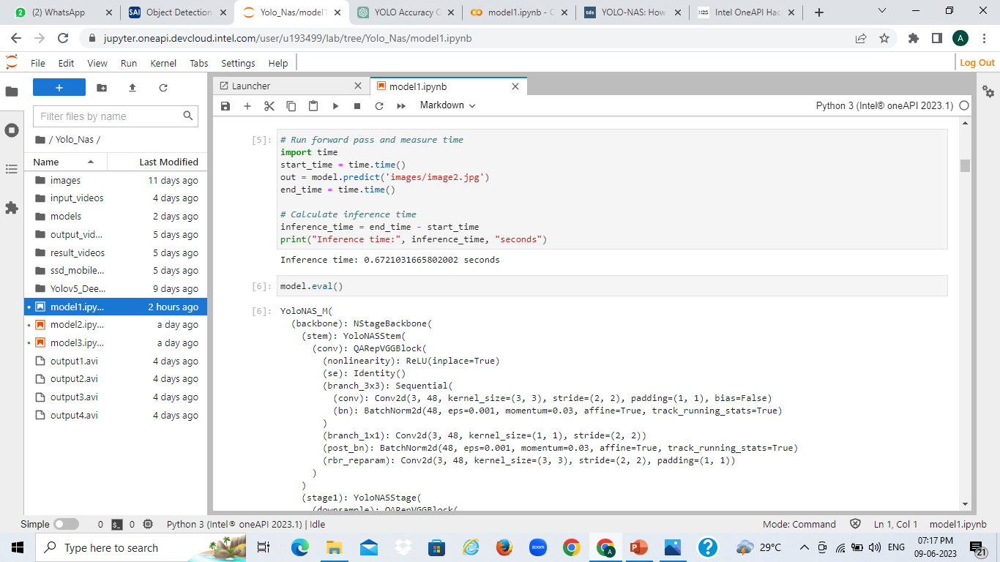 (2) WhatsApp
SAI Object Detection
Yolo_Nas/model1
YOLO Accuracy C
model1.ipynb - C
tds YOLO-NAS: How
Intel OneAPI Hac
jupyter.oneapi.devcloud.intel.com/user/u193499/lab/tree/Yolo_Nas/model1.ipynb
A
File Edit View Run Kernel Tabs Settings Help
Log Out
+
Filter files by name
/ Yolo_Nas /
Name Last Modified
images 11 days ago
input_videos 4 days ago
models 2 days ago
output_vid... 5 days ago
result_videos 5 days ago
ssd_mobile... 5 days ago
Yolov5_Dee... 9 days ago
model1.ipy... 2 hours ago
model2.ipy... a day ago
model3.ipy... a day ago
output1.avi 4 days ago
output2.avi 4 days ago
output3.avi 4 days ago
output4.avi 4 days ago
Launcher
model1.ipynb
Markdown
Python 3 (Intel® oneAPI 2023.1)
[5]: # Run forward pass and measure time
import time
start_time = time.time()
out = model.predict('images/image2.jpg')
end_time = time.time()
# Calculate inference time
inference_time = end_time - start_time
print("Inference time:", inference_time, "seconds")
Inference time: 0.6721031665802002 seconds
[6]: model.eval()
[6]: YoloNAS_M(
(backbone): NStageBackbone(
(stem): YoloNASStem(
(conv): QARepVGGBlock(
(nonlinearity): ReLU(inplace=True)
(se): Identity()
(branch_3x3): Sequential(
(conv): Conv2d(3, 48, kernel_size=(3, 3), stride=(2, 2), padding=(1, 1), bias=False)
(bn): BatchNorm2d(48, eps=0.001, momentum=0.03, affine=True, track_running_stats=True)
)
(branch_1x1): Conv2d(3, 48, kernel_size=(1, 1), stride=(2, 2))
(post_bn): BatchNorm2d(48, eps=0.001, momentum=0.03, affine=True, track_running_stats=True)
(rbr_reparam): Conv2d(3, 48, kernel_size=(3, 3), stride=(2, 2), padding=(1, 1))
)
)
(stage1): YoloNASStage(
(downsample): QARepVGGBlock(
Simple 0 0 Python 3 (Intel® oneAPI 2023.1) | Idle
Mode: Command Ln 1, Col 1 model1.ipynb
Type here to search
zoom
A
29°C
ENG
07:17 PM
09-06-2023
21